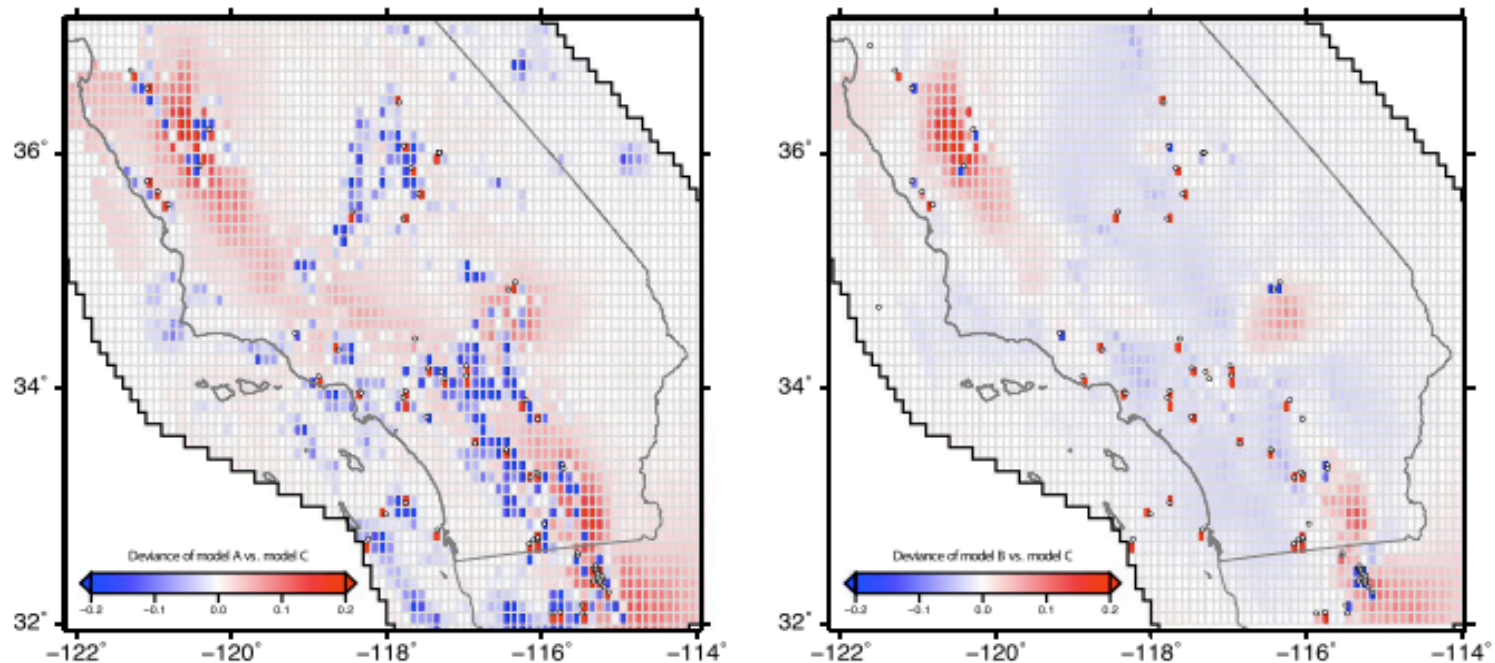 36° 36°
34° 34°
Deviance of model A vs. model C Deviance of model B vs. model C
−0.2 −0.1 0.0 0.1 0.2 −0.2 −0.1 0.0 0.1 0.2
32° 32°
−122° −120° −118° −116° −114° −122° −120° −118° −116° −114°